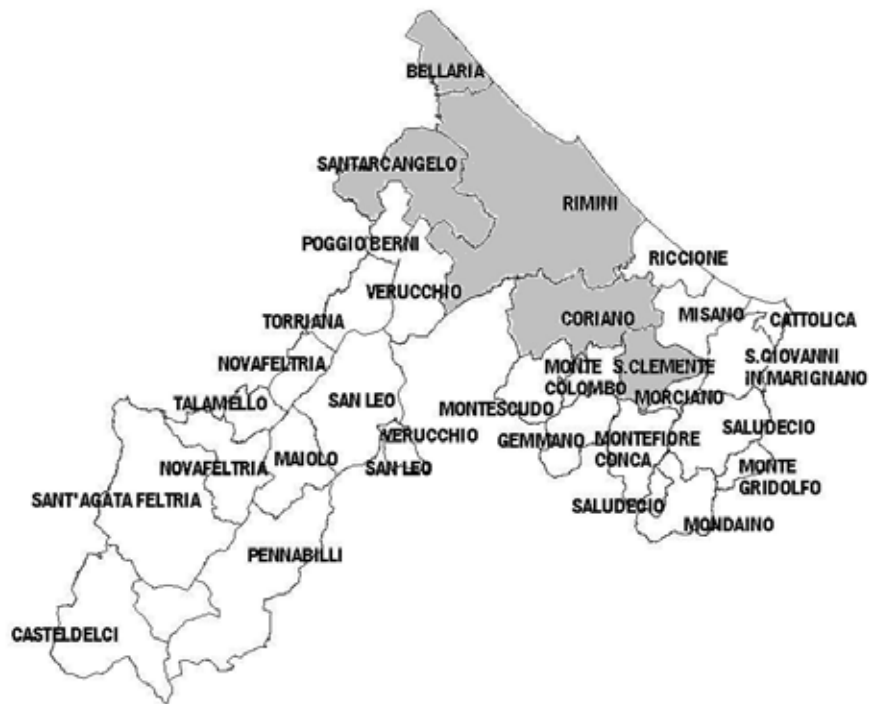 BELLARIA
SANTARCANGELO
RIMINI
POGGIO BERNI
RICCIONE
VERUCCHIO
TORRIANA
CORIANO
MISANO
CATTOLICA
NOVAFELTRIA
MONTE
COLOMBO
S.CLEMENTE
S.GIOVANNI
IN MARIGNANO
TALAMELLO
SAN LEO
MONTESCUDO
MORCIANO
VERUCCHIO
GEMMANO
MONTEFIORE
CONCA
SALUDECIO
NOVAFELTRIA
MAIOLO
SAN LEO
MONTE
GRIDOLFO
SANT'AGATA FELTRIA
SALUDECIO
MONDAINO
PENNABILLI
CASTELDELCI